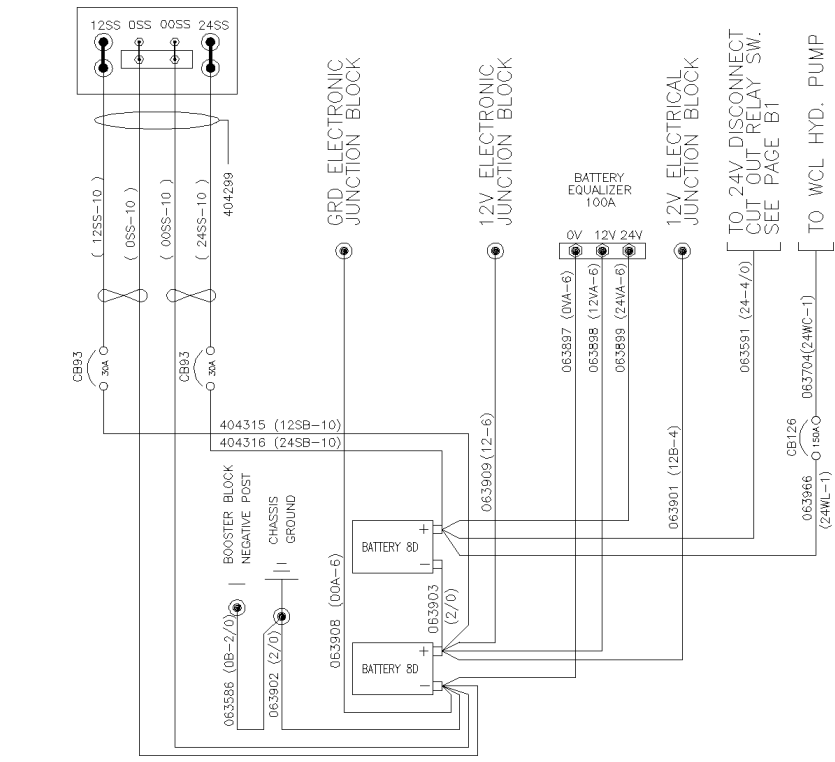 12SS 0SS 00SS 24SS
404299
( 12SS-10 )
( 0SS-10 )
( 00SS-10 )
( 24SS-10 )
CB93
30A
CB93
30A
404315 (12SB-10)
404316 (24SB-10)
GRD ELECTRONIC
JUNCTION BLOCK
12V ELECTRONIC
JUNCTION BLOCK
BATTERY
EQUALIZER
100A
0V 12V 24V
12V ELECTRICAL
JUNCTION BLOCK
TO 24V DISCONNECT
CUT OUT RELAY SW.
SEE PAGE B1
TO WCL HYD. PUMP
063897 (0VA-6)
063898 (12VA-6)
063899 (24VA-6)
063591 (24-4/0)
063704(24WC-1)
CB126
150A
063966
(24WL-1)
063909(12-6)
063901 (12B-4)
BOOSTER BLOCK
NEGATIVE POST
CHASSIS
GROUND
BATTERY 8D
+
-
063903
(2/0)
063908 (00A-6)
BATTERY 8D
+
-
063586 (0B-2/0)
063902 (2/0)